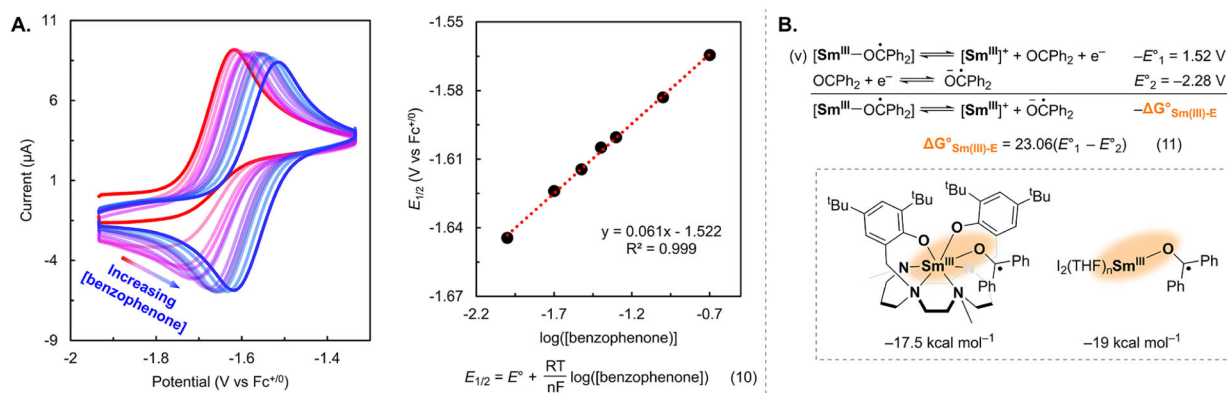 A.
11
6
1
-4
-9
Current (μA)
-2
-1.8
-1.6
-1.4
Potential (V vs Fc⁺/⁰)
Increasing
[benzophenone]
-1.55
-1.58
-1.61
-1.64
-1.67
E₁/₂ (V vs Fc⁺/⁰)
y = 0.061x - 1.522
R² = 0.999
-2.2
-1.7
-1.2
-0.7
log([benzophenone)]
E₁/₂ = E° + RT/nF log([benzophenone]) (10)
B.
(v) [Smᴵᴵᴵ—OĊPh₂] ⇌ [Smᴵᴵᴵ]⁺ + OCPh₂ + e⁻ –E°₁ = 1.52 V
OCPh₂ + e⁻ ⇌ ⁻OĊPh₂ E°₂ = –2.28 V
[Smᴵᴵᴵ—OĊPh₂] ⇌ [Smᴵᴵᴵ]⁺ + ⁻OĊPh₂ –ΔG°Sm(III)-E
ΔG°Sm(III)-E = 23.06(E°₁ – E°₂) (11)
tBu
tBu
tBu
tBu
O
O
Smᴵᴵᴵ
O
Ph
Ph
N
N
N
N
–17.5 kcal mol⁻¹
I₂(THF)ₙSmᴵᴵᴵ
O
Ph
Ph
–19 kcal mol⁻¹